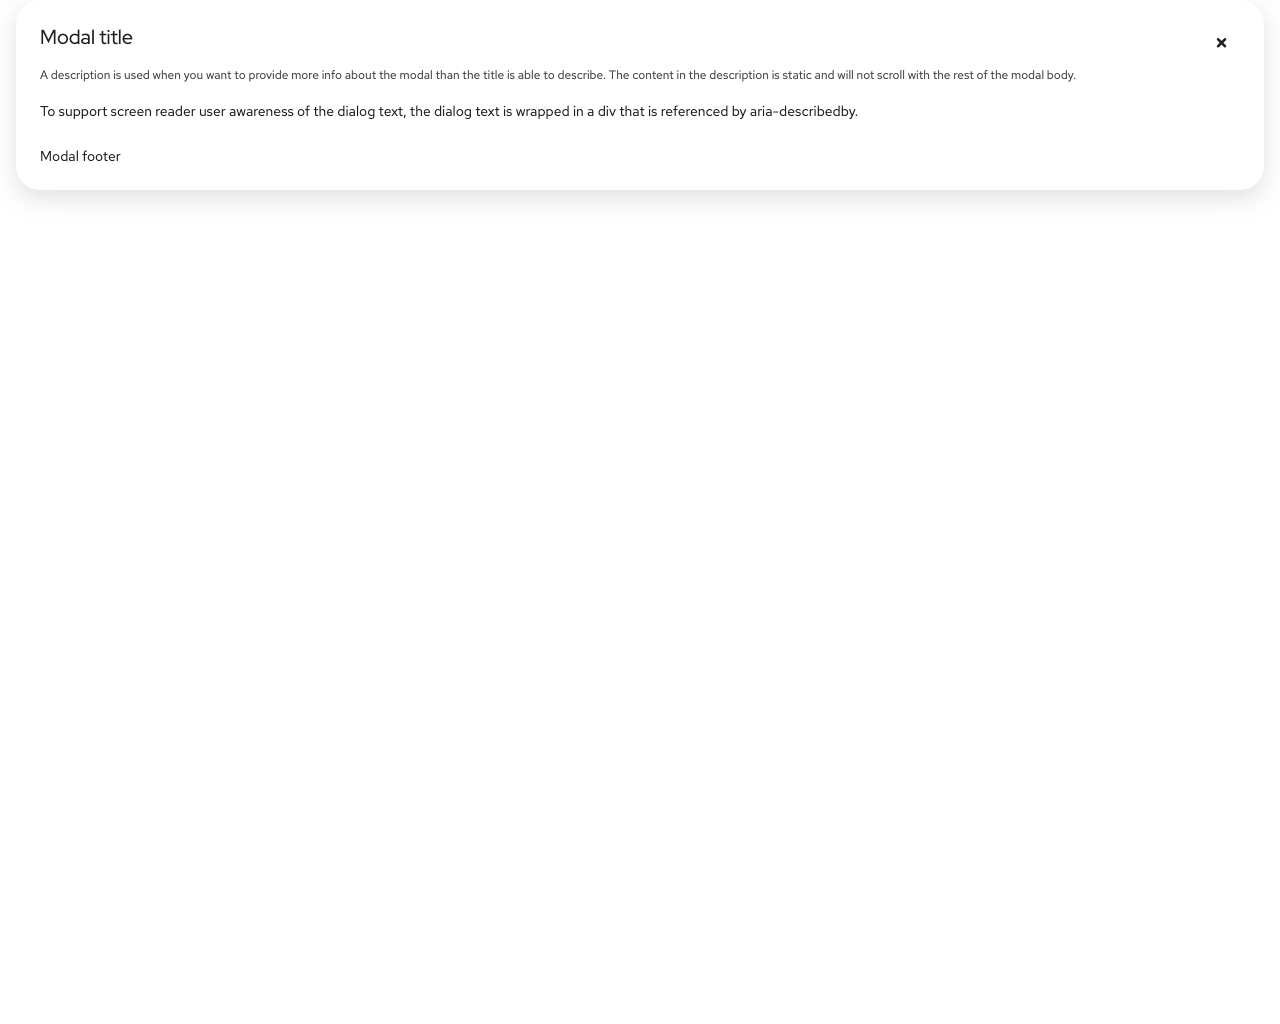 Modal title
A description is used when you want to provide more info about the modal than the title is able to describe. The content in the description is static and will not scroll with the rest of the modal body.
To support screen reader user awareness of the dialog text, the dialog text is wrapped in a div that is referenced by aria-describedby.
Modal footer